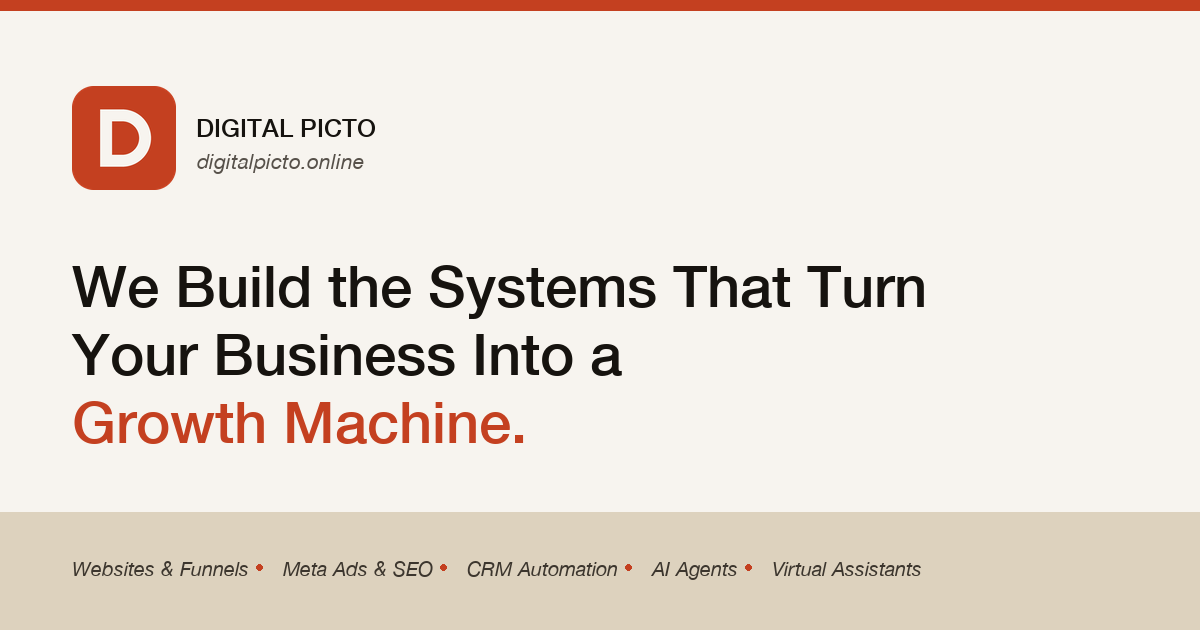 D
DIGITAL PICTO
digitalpicto.online
We Build the Systems That Turn
Your Business Into a
Growth Machine.
Websites & Funnels • Meta Ads & SEO • CRM Automation • AI Agents • Virtual Assistants